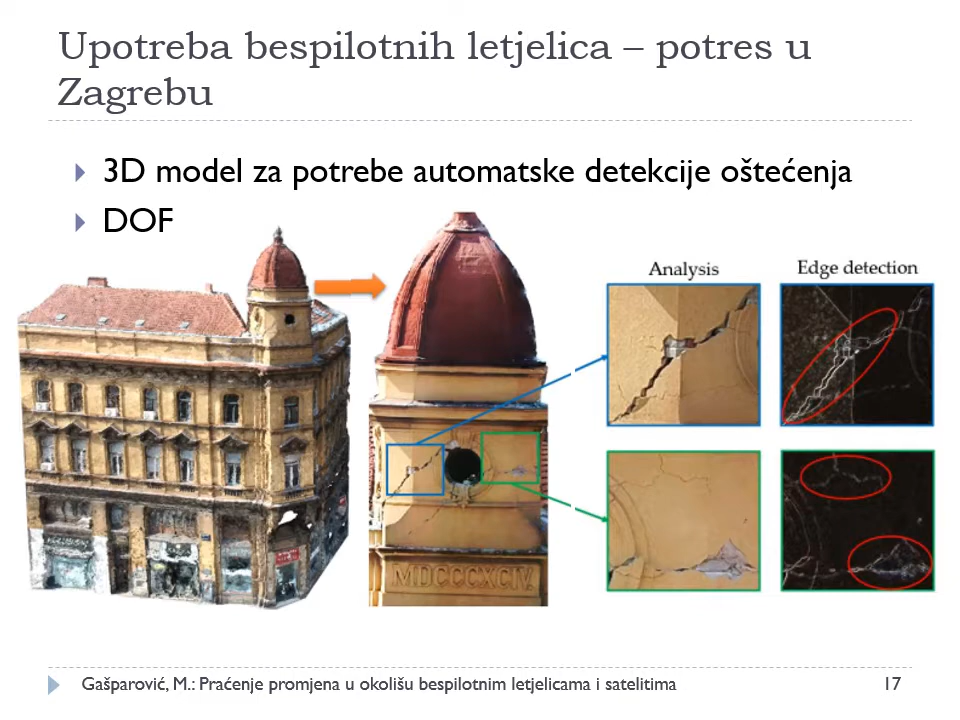 Upotreba bespilotnih letjelica – potres u
Zagrebu
3D model za potrebe automatske detekcije oštećenja
DOF
Analysis
Edge detection
MDCCCXCIV.
Gašparović, M.: Praćenje promjena u okolišu bespilotnim letjelicama i satelitima
17